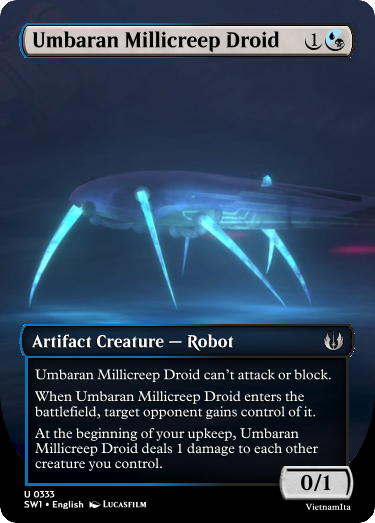 Umbaran Millicreep Droid 1
Artifact Creature — Robot
Umbaran Millicreep Droid can't attack or block.
When Umbaran Millicreep Droid enters the
battlefield, target opponent gains control of it.
At the beginning of your upkeep, Umbaran
Millicreep Droid deals 1 damage to each other
creature you control.
0/1
U 0333
SW1 • English LUCASFILM
VietnamIta